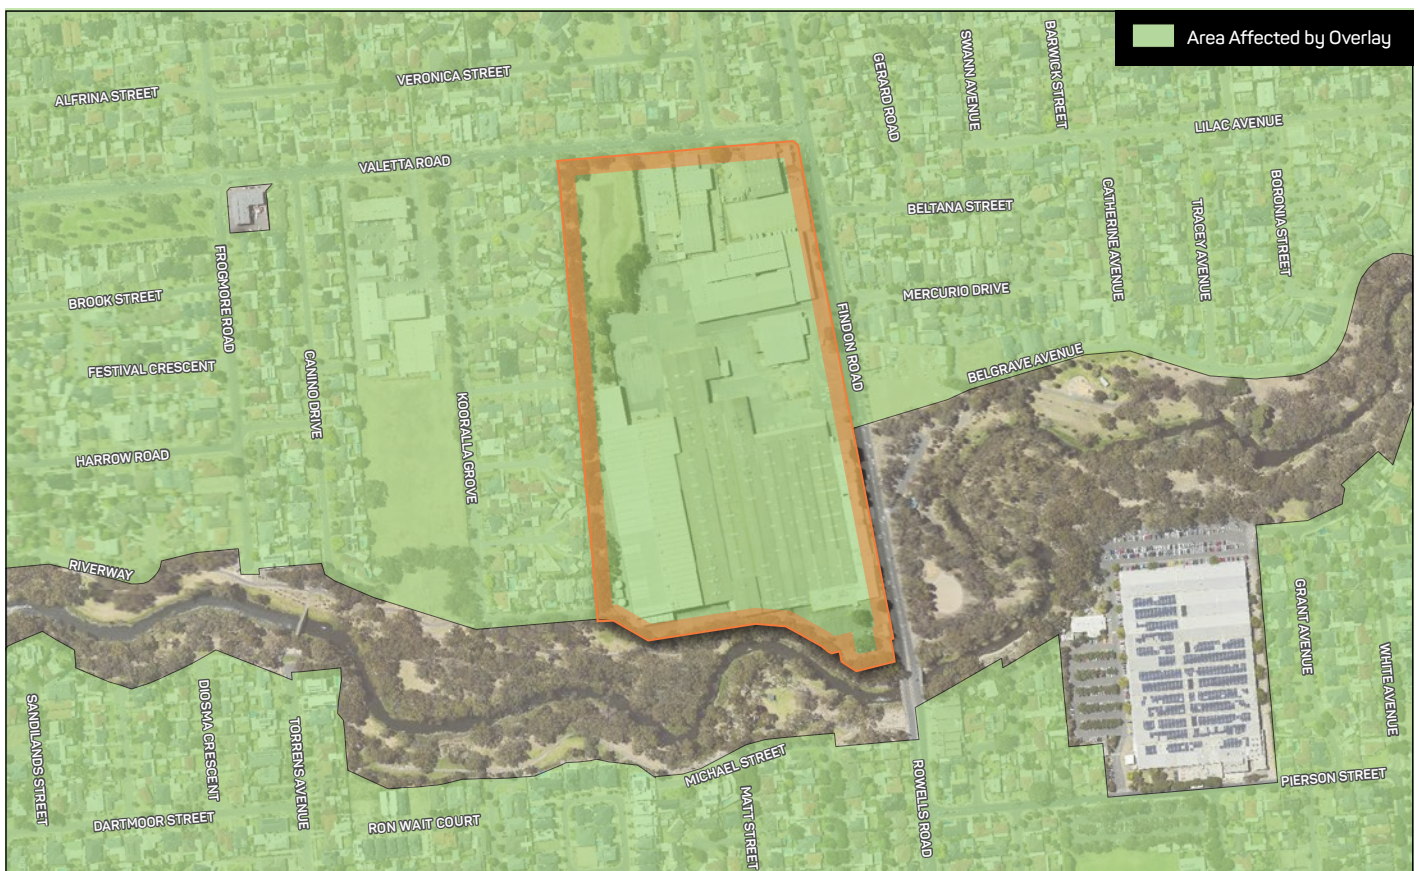 Area Affected by Overlay
ALFRINA STREET
VERONICA STREET
VALETTA ROAD
GERARD ROAD
SWANN AVENUE
BARWICK STREET
LILAC AVENUE
BELTANA STREET
CATHERINE AVENUE
TRACEY AVENUE
BORONIA STREET
BROOK STREET
FROGMORE ROAD
MERCURIO DRIVE
FINDON ROAD
FESTIVAL CRESCENT
CANINO DRIVE
BELGRAVE AVENUE
HARROW ROAD
KOORALLA GROVE
RIVERWAY
GRANT AVENUE
WHITE AVENUE
SANDILANDS STREET
DIOSMA CRESCENT
TORRENS AVENUE
MICHAEL STREET
PIERSON STREET
DARTMOOR STREET
RON WAIT COURT
MATT STREET
ROWELLS ROAD